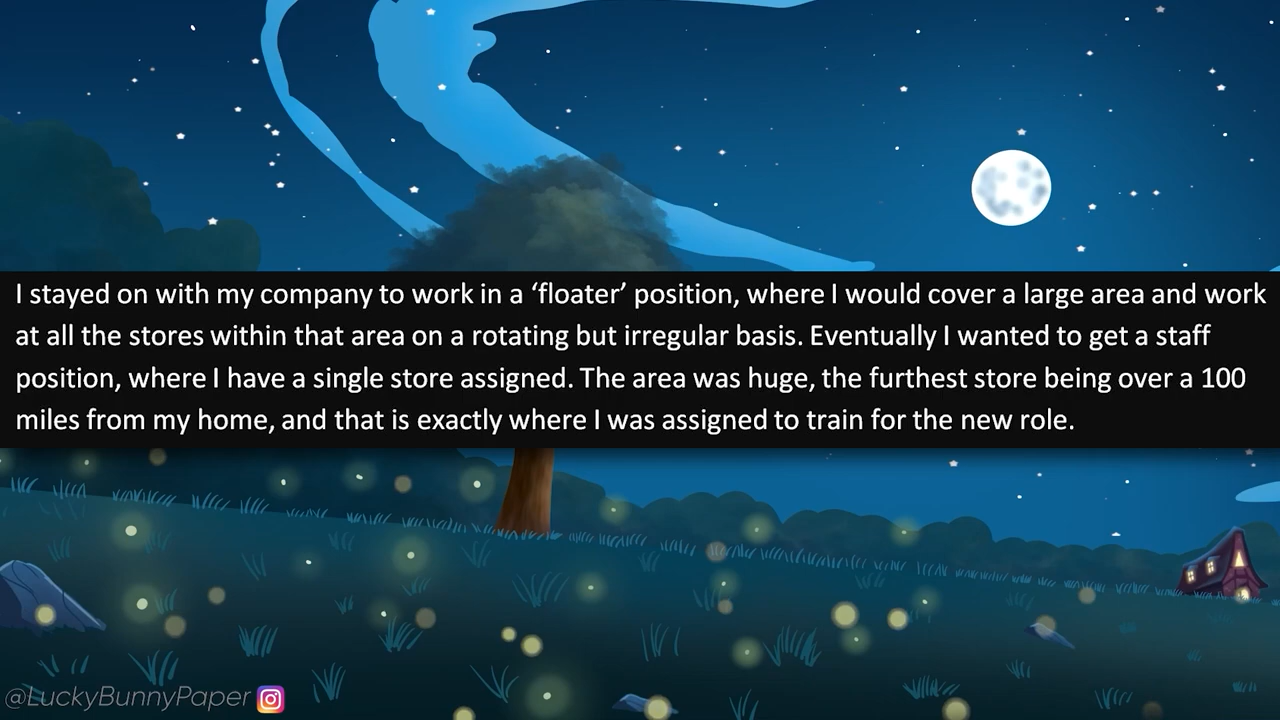 I stayed on with my company to work in a ‘floater’ position, where I would cover a large area and work
at all the stores within that area on a rotating but irregular basis. Eventually I wanted to get a staff
position, where I have a single store assigned. The area was huge, the furthest store being over a 100
miles from my home, and that is exactly where I was assigned to train for the new role.
@LuckyBunnyPaper